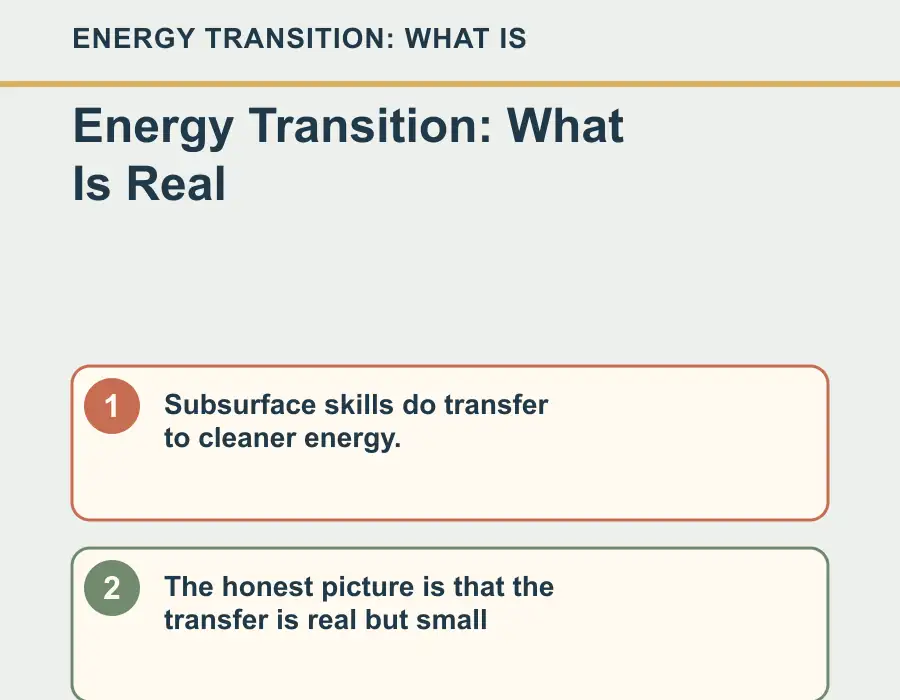 ENERGY TRANSITION: WHAT IS
Energy Transition: What
Is Real
1
Subsurface skills do transfer
to cleaner energy.
2
The honest picture is that the
transfer is real but small